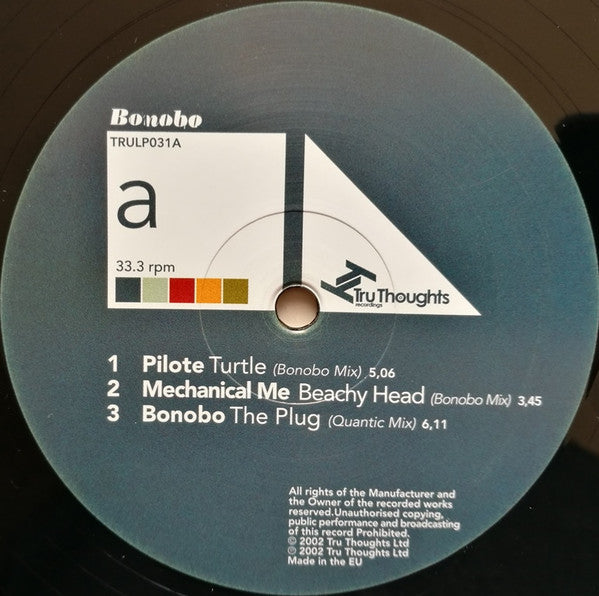 Bonobo
TRULP031A
a
33.3 rpm
Tru Thoughts
recordings
1 Pilote Turtle (Bonobo Mix) 5,06
2 Mechanical Me Beachy Head (Bonobo Mix) 3,45
3 Bonobo The Plug (Quantic Mix) 6,11
All rights of the Manufacturer and
the Owner of the recorded works
reserved.Unauthorised copying,
public performance and broadcasting
of this record Prohibited.
© 2002 Tru Thoughts Ltd
℗ 2002 Tru Thoughts Ltd
Made in the EU